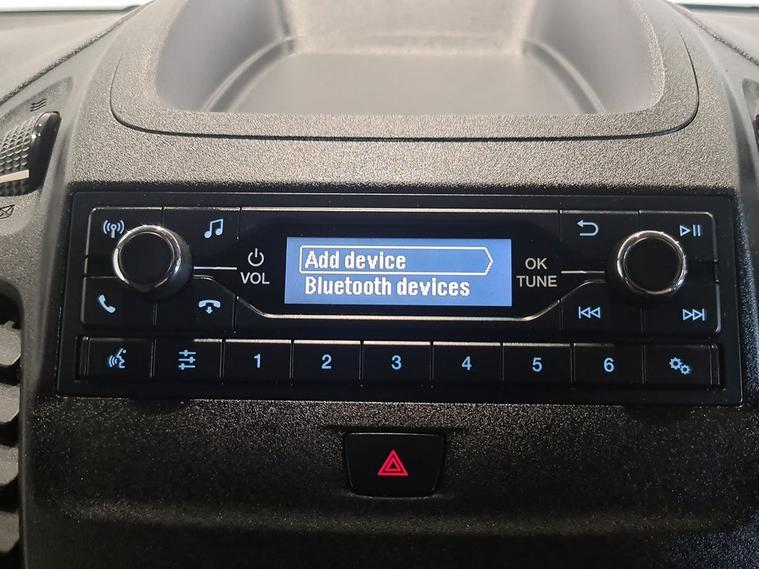 Add device
Bluetooth devices
VOL
OK
TUNE
1 2 3 4 5 6